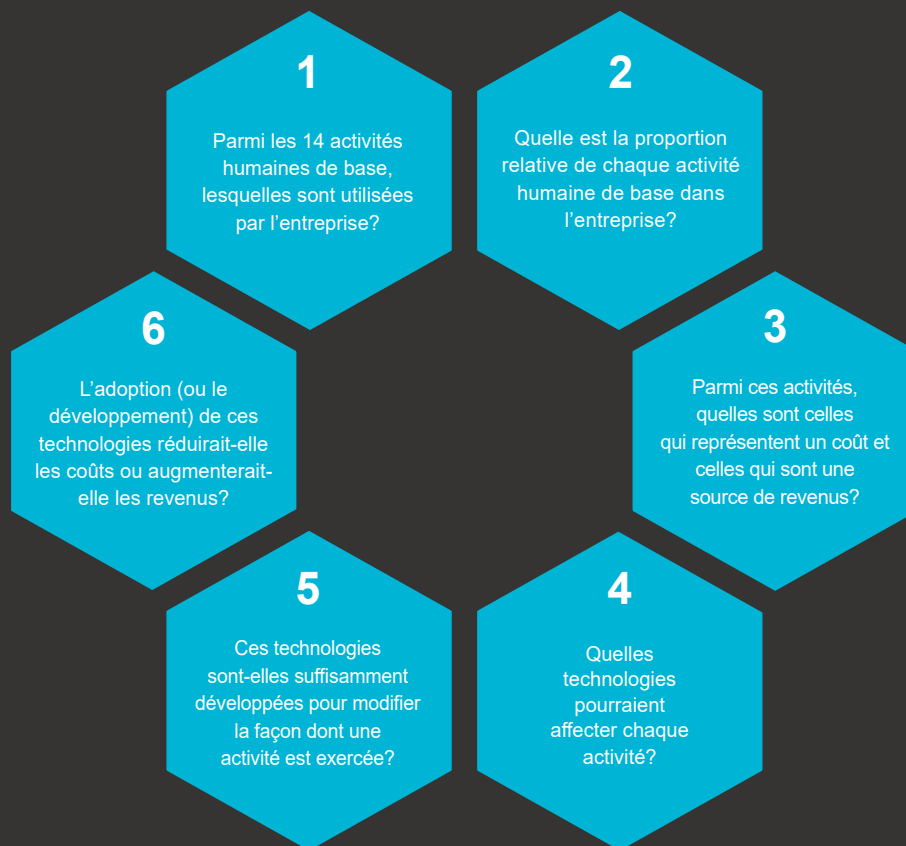 1
Parmi les 14 activités
humaines de base,
lesquelles sont utilisées
par l’entreprise?
2
Quelle est la proportion
relative de chaque activité
humaine de base dans
l’entreprise?
3
Parmi ces activités,
quelles sont celles
qui représentent un coût et
celles qui sont une
source de revenus?
4
Quelles
technologies
pourraient
affecter chaque
activité?
5
Ces technologies
sont-elles suffisamment
développées pour modifier
la façon dont une
activité est exercée?
6
L’adoption (ou le
développement) de ces
technologies réduirait-elle
les coûts ou augmenterait-
elle les revenus?